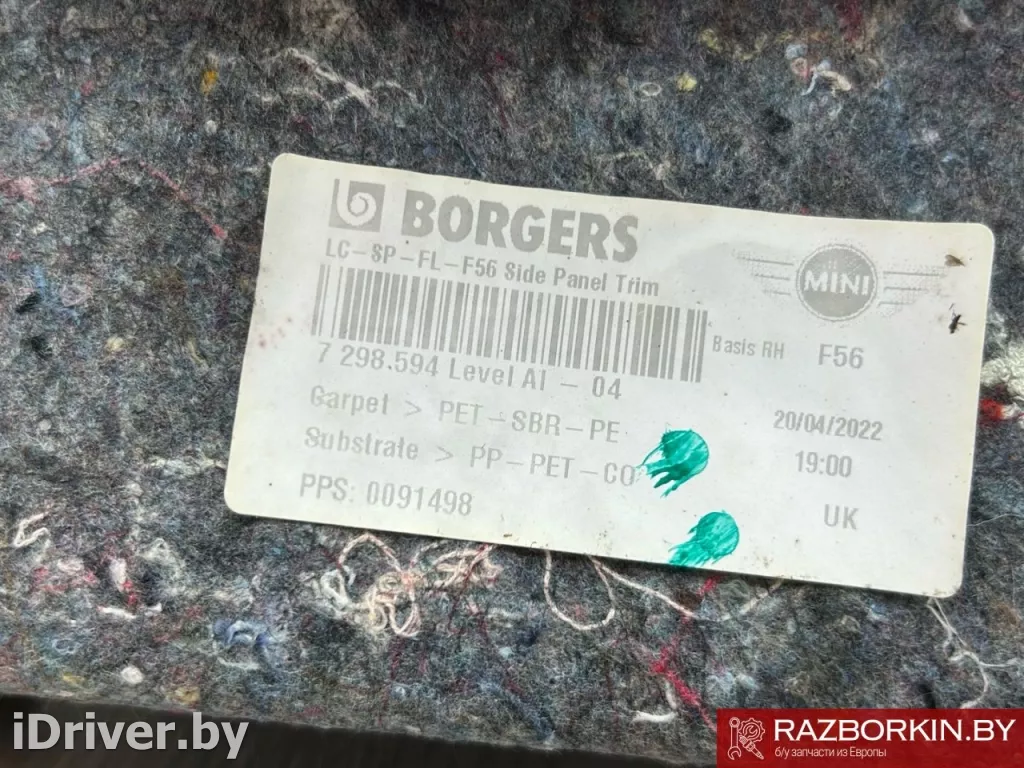 BORGERS
LC-SP-FL-F56 Side Panel Trim
MINI
Basis RH F56
7 298.594 Level AI - 04
Carpet > PET-SBR-PE
20/04/2022
Substrate > PP-PET-CO
19:00
PPS: 0091498
UK
iDriver.by
RAZBORKIN.BY
б/у запчасти из Европы